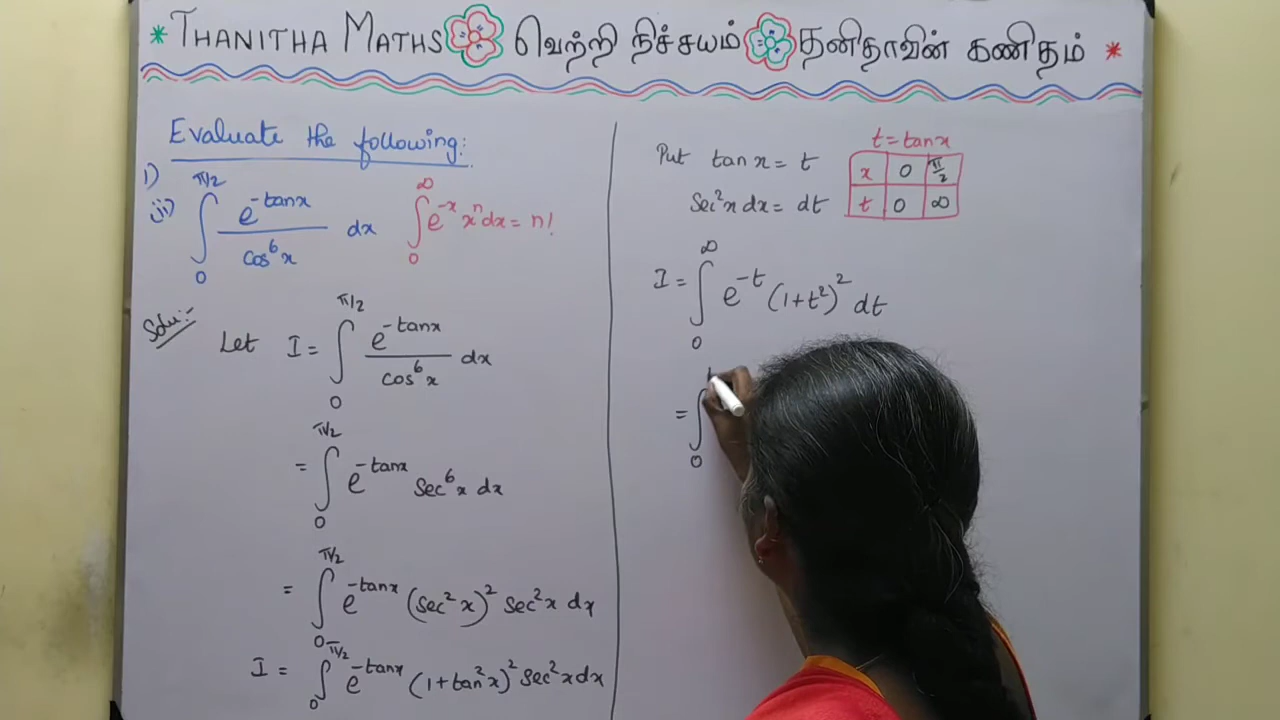 * THANITHA MATHS வெற்றி நிச்சயம் தனிதாவின் கணிதம் *
Evaluate the following:
1)
ii) ∫₀^{π/2} e^{-tanx}/cos⁶x dx ∫₀^∞ e^{-x} xⁿ dx = n!
Solu:-
Let I = ∫₀^{π/2} e^{-tanx}/cos⁶x dx
= ∫₀^{π/2} e^{-tanx} Sec⁶x dx
= ∫₀^{π/2} e^{-tanx} (Sec²x)² Sec²x dx
I = ∫₀^{π/2} e^{-tanx} (1+tan²x)² Sec²x dx
Put tanx = t
Sec²x dx = dt
t = tanx
x 0 π/2
t 0 ∞
I = ∫₀^∞ e^{-t} (1+t²)² dt
= ∫₀